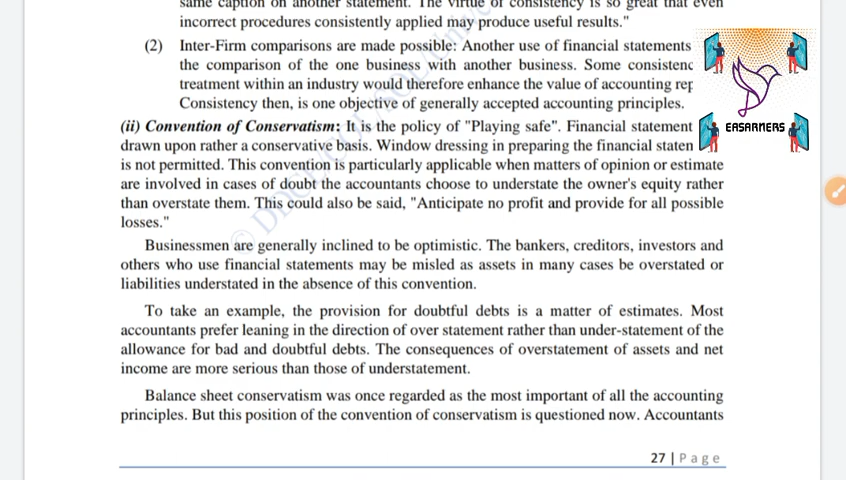 same caption on another statement. The virtue of consistency is so great that even
incorrect procedures consistently applied may produce useful results."
(2) Inter-Firm comparisons are made possible: Another use of financial statements
the comparison of the one business with another business. Some consistenc
treatment within an industry would therefore enhance the value of accounting rep
Consistency then, is one objective of generally accepted accounting principles.
(ii) Convention of Conservatism: It is the policy of "Playing safe". Financial statement
drawn upon rather a conservative basis. Window dressing in preparing the financial staten
is not permitted. This convention is particularly applicable when matters of opinion or estimate
are involved in cases of doubt the accountants choose to understate the owner's equity rather
than overstate them. This could also be said, "Anticipate no profit and provide for all possible
losses."
Businessmen are generally inclined to be optimistic. The bankers, creditors, investors and
others who use financial statements may be misled as assets in many cases be overstated or
liabilities understated in the absence of this convention.
To take an example, the provision for doubtful debts is a matter of estimates. Most
accountants prefer leaning in the direction of over statement rather than under-statement of the
allowance for bad and doubtful debts. The consequences of overstatement of assets and net
income are more serious than those of understatement.
Balance sheet conservatism was once regarded as the most important of all the accounting
principles. But this position of the convention of conservatism is questioned now. Accountants
27 | Page
EASARNERS